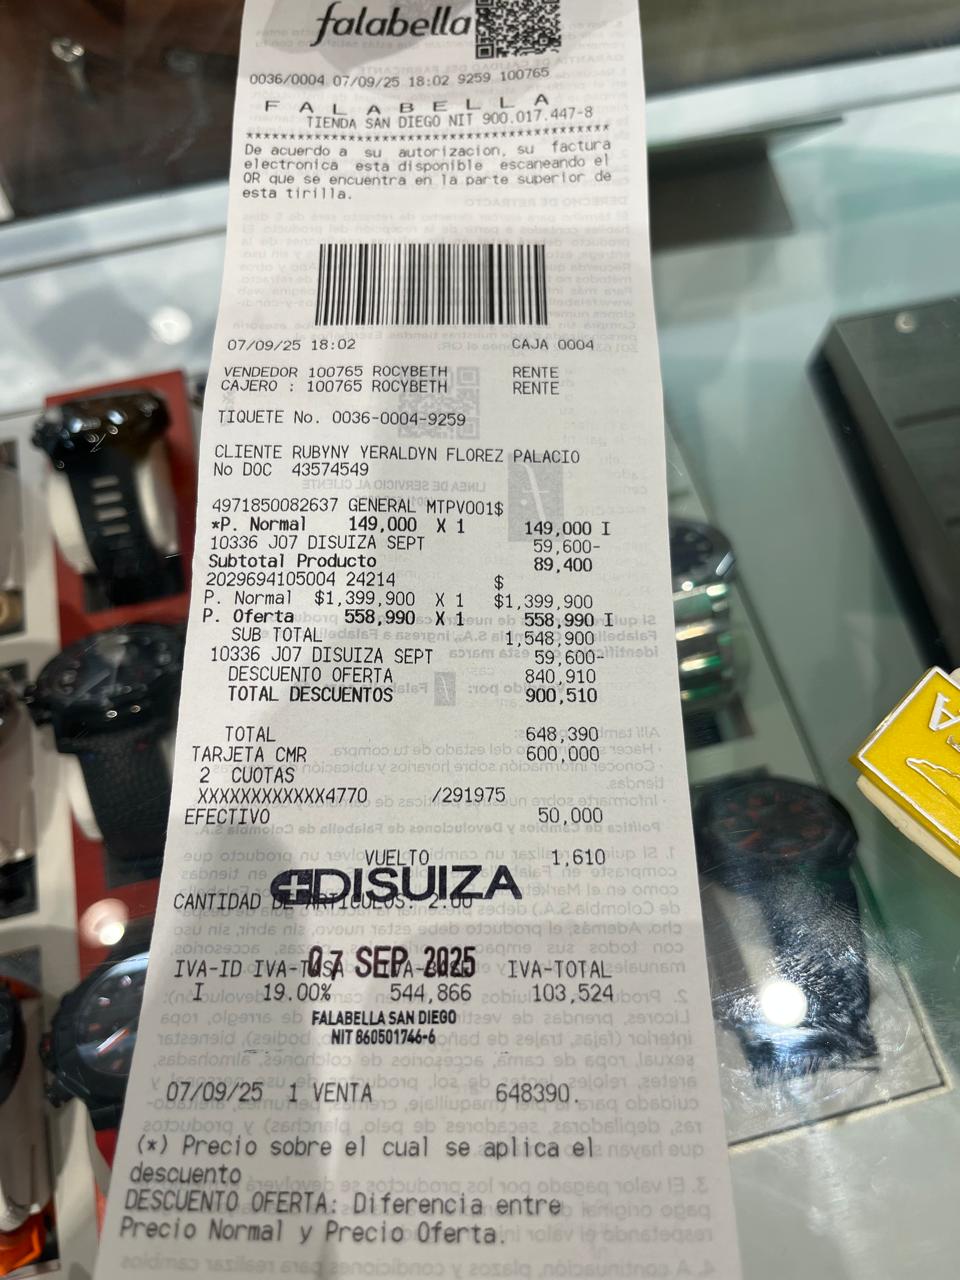 falabella
0036/0004 07/09/25 18:02 9259 100765
F A L A B E L L A
TIENDA SAN DIEGO NIT 900.017.447-8
****************************************
De acuerdo a su autorizacion, su factura
electronica esta disponible escaneando el
QR que se encuentra en la parte superior de
esta tirilla.
07/09/25 18:02 CAJA 0004
VENDEDOR 100765 ROCYBETH RENTE
CAJERO : 100765 ROCYBETH RENTE
TIQUETE No. 0036-0004-9259
CLIENTE RUBYNY YERALDYN FLOREZ PALACIO
No DOC 43574549
4971850082637 GENERAL MTPV001$
*P. Normal 149,000 X 1 149,000 I
10336 J07 DISUIZA SEPT 59,600-
Subtotal Producto 89,400
2029694105004 24214 $
P. Normal $1,399,900 X 1 $1,399,900
P. Oferta 558,990 X 1 558,990 I
SUB TOTAL 1,548,900
10336 J07 DISUIZA SEPT 59,600-
DESCUENTO OFERTA 840,910
TOTAL DESCUENTOS 900,510
TOTAL 648,390
TARJETA CMR 600,000
2 CUOTAS
XXXXXXXXXXXX4770 /291975
EFECTIVO 50,000
VUELTO 1,610
DISUIZA
CANTIDAD DE ARTICULOS: 2.00
07 SEP 2025
IVA-ID IVA-TASA IVA-BASE IVA-TOTAL
I 19.00% 544,866 103,524
FALABELLA SAN DIEGO
NIT 860501746-6
07/09/25 1 VENTA 648390.
(*) Precio sobre el cual se aplica el
descuento
DESCUENTO OFERTA: Diferencia entre
Precio Normal y Precio Oferta.